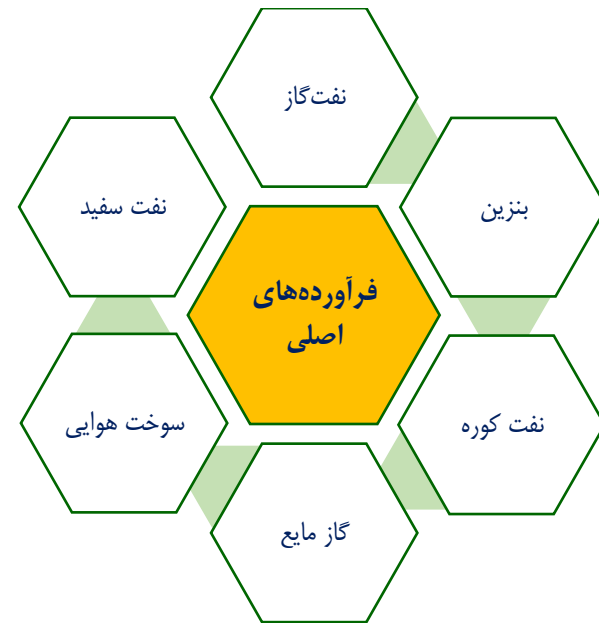 نفت‌گاز
بنزین
نفت سفید
فرآورده‌های
اصلی
نفت کوره
سوخت هوایی
گاز مایع